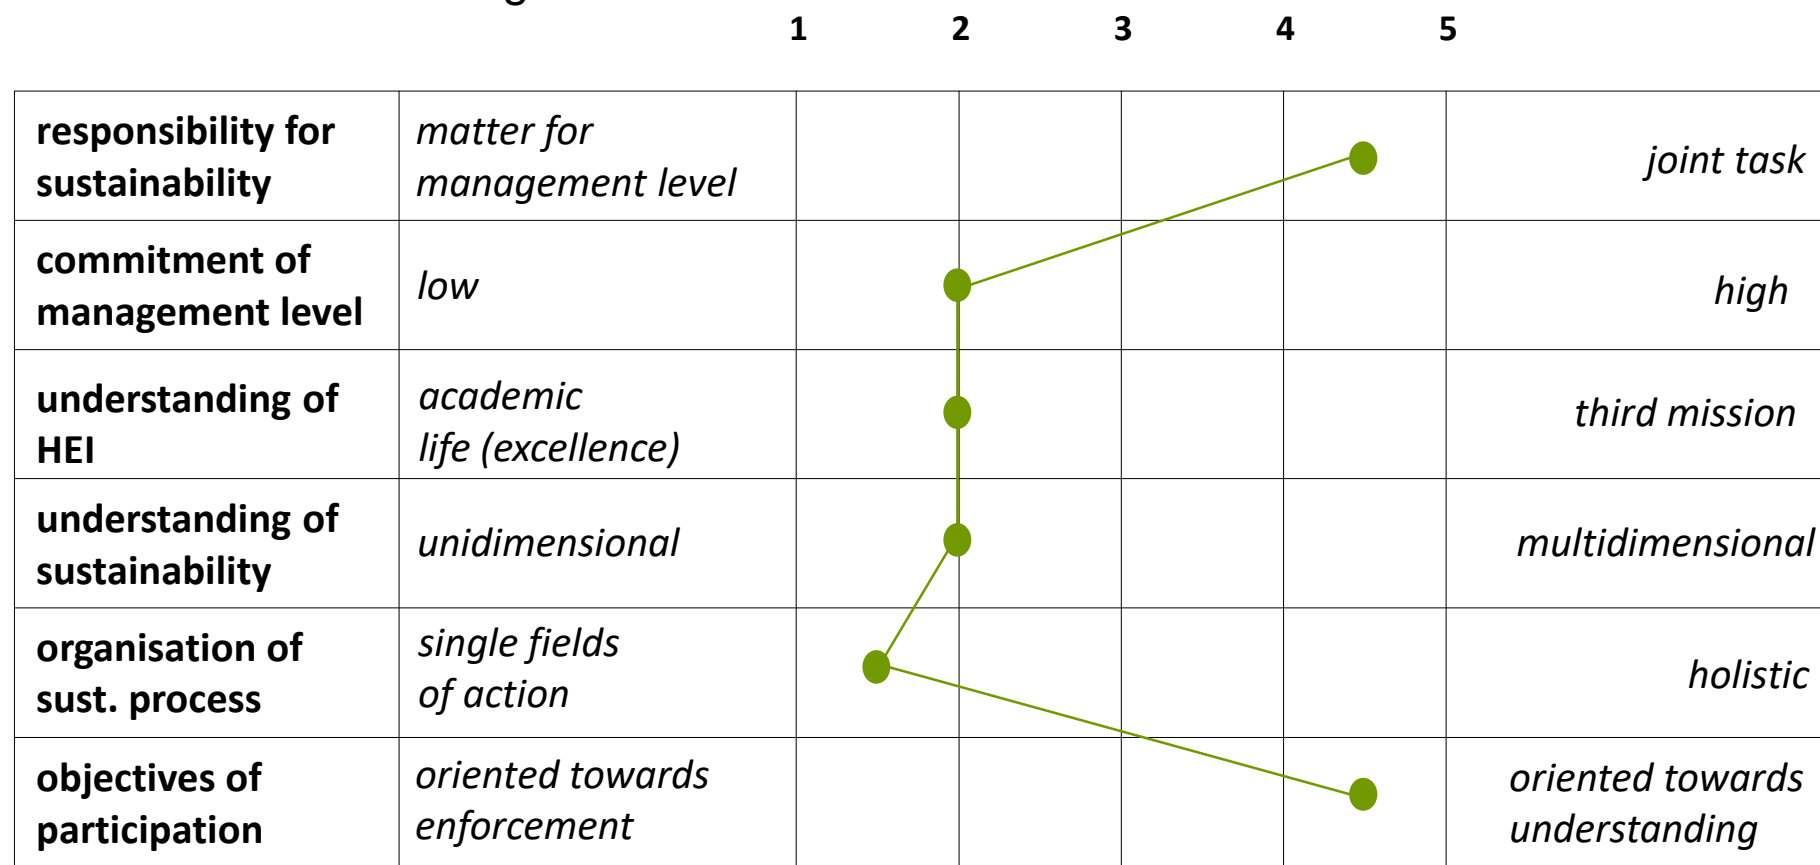 1 2 3 4 5
responsibility for
sustainability
matter for
management level
joint task
commitment of
management level
low
high
understanding of
HEI
academic
life (excellence)
third mission
understanding of
sustainability
unidimensional
multidimensional
organisation of
sust. process
single fields
of action
holistic
objectives of
participation
oriented towards
enforcement
oriented towards
understanding